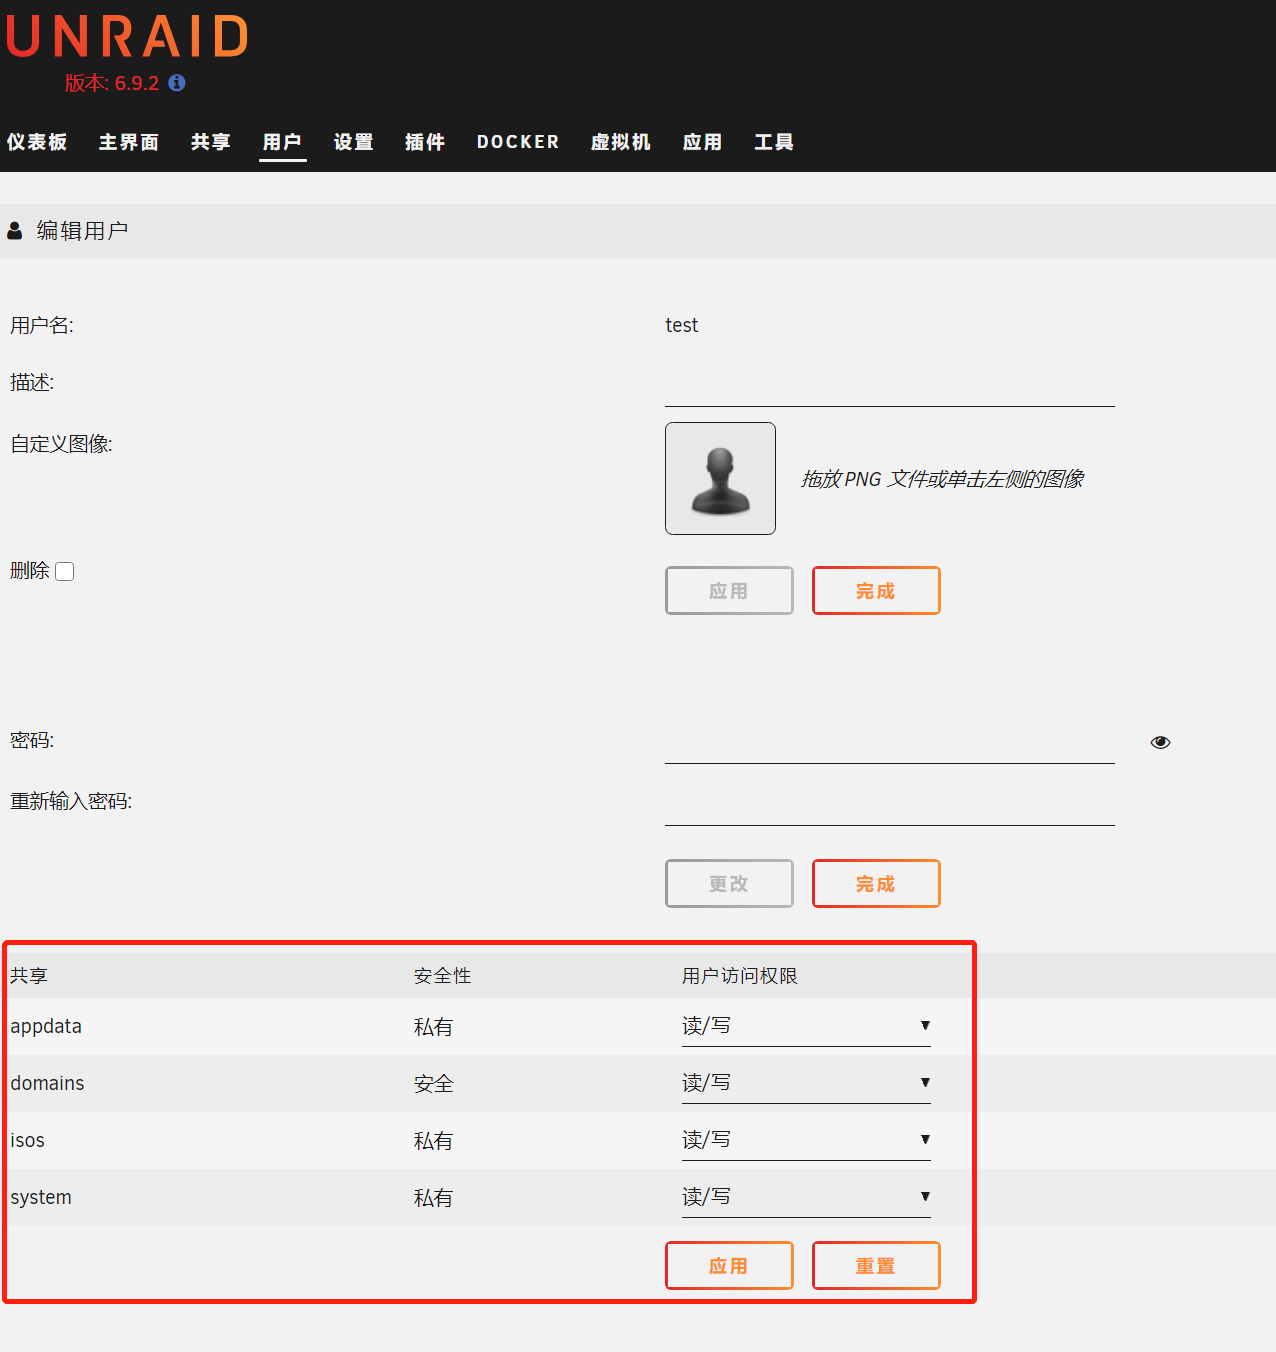 UNRAID
版本: 6.9.2
仪表板 主界面 共享 用户 设置 插件 DOCKER 虚拟机 应用 工具
编辑用户
用户名: test
描述:
自定义图像: 拖放 PNG 文件或单击左侧的图像
删除 应用 完成
密码:
重新输入密码:
更改 完成
共享 安全性 用户访问权限
appdata 私有 读/写
domains 安全 读/写
isos 私有 读/写
system 私有 读/写
应用 重置